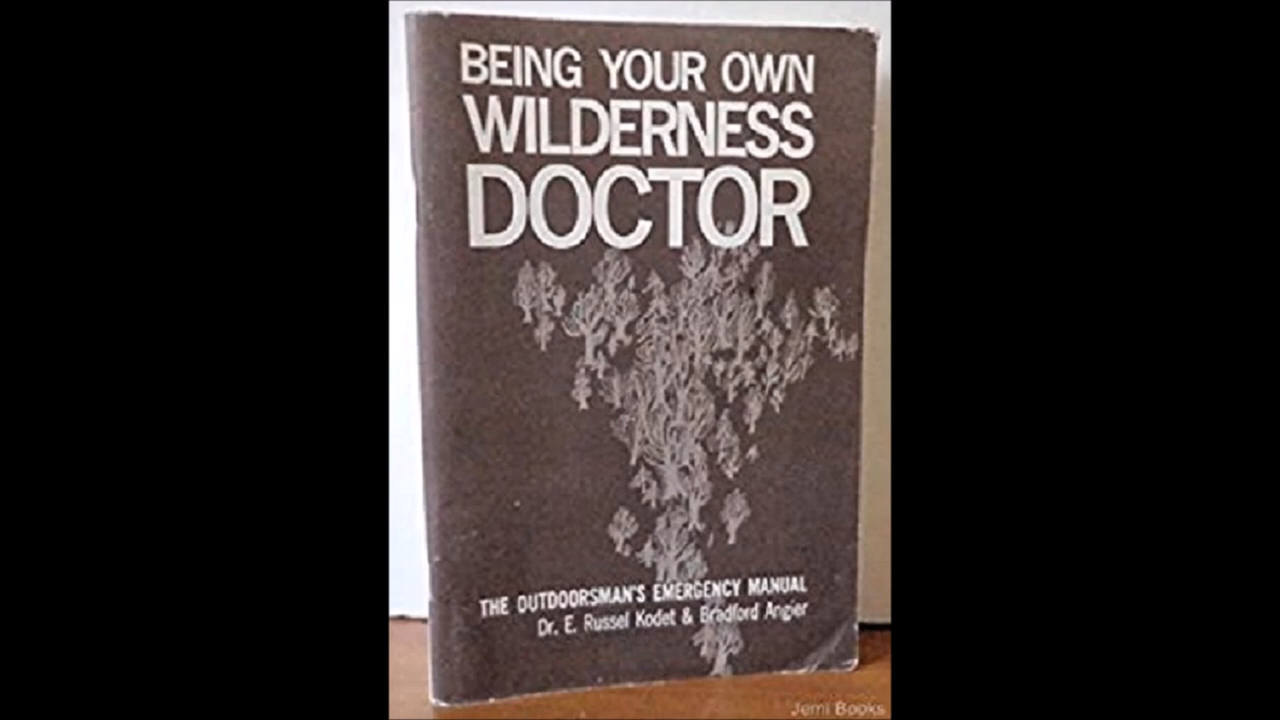 BEING YOUR OWN
WILDERNESS
DOCTOR
THE OUTDOORSMAN'S EMERGENCY MANUAL
Dr. E. Russel Kodet & Bradford Angier
Jemi Books